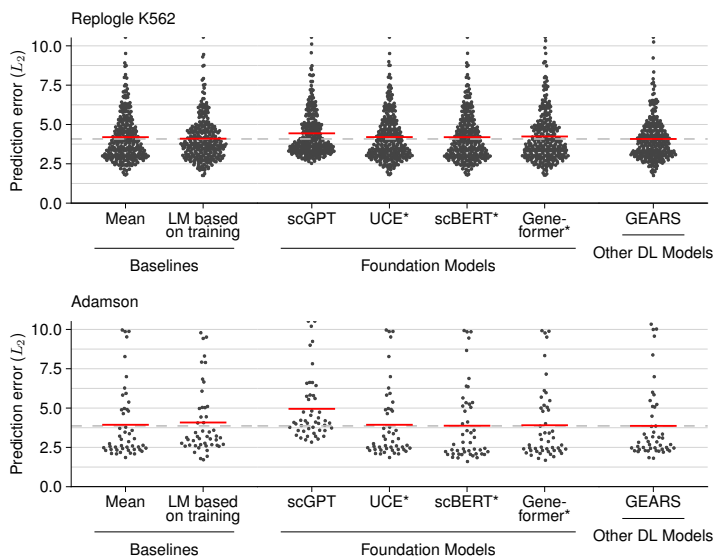 Replogle K562
Prediction error (L2)
10.0
7.5
5.0
2.5
0.0
Mean
LM based
on training
scGPT
UCE*
scBERT*
Gene-
former*
GEARS
Baselines
Foundation Models
Other DL Models
Adamson
Prediction error (L2)
10.0
7.5
5.0
2.5
0.0
Mean
LM based
on training
scGPT
UCE*
scBERT*
Gene-
former*
GEARS
Baselines
Foundation Models
Other DL Models